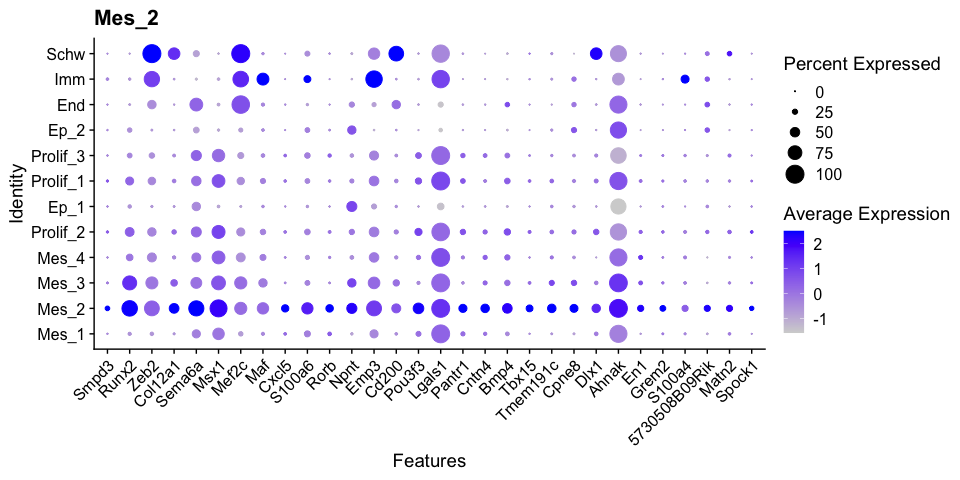 Mes_2
Identity
Schw
Imm
End
Ep_2
Prolif_3
Prolif_1
Ep_1
Prolif_2
Mes_4
Mes_3
Mes_2
Mes_1
Smpd3
Runx2
Zeb2
Col12a1
Sema6a
Msx1
Mef2c
Maf
Cxcl5
S100a6
Rorb
Npnt
Emp3
Cd200
Pou3f3
Lgals1
Pantr1
Cntn4
Bmp4
Tbx15
Tmem191c
Cpne8
Dlx1
Ahnak
En1
Grem2
S100a4
5730508B09Rik
Matn2
Spock1
Features
Percent Expressed
0
25
50
75
100
Average Expression
2
1
0
-1